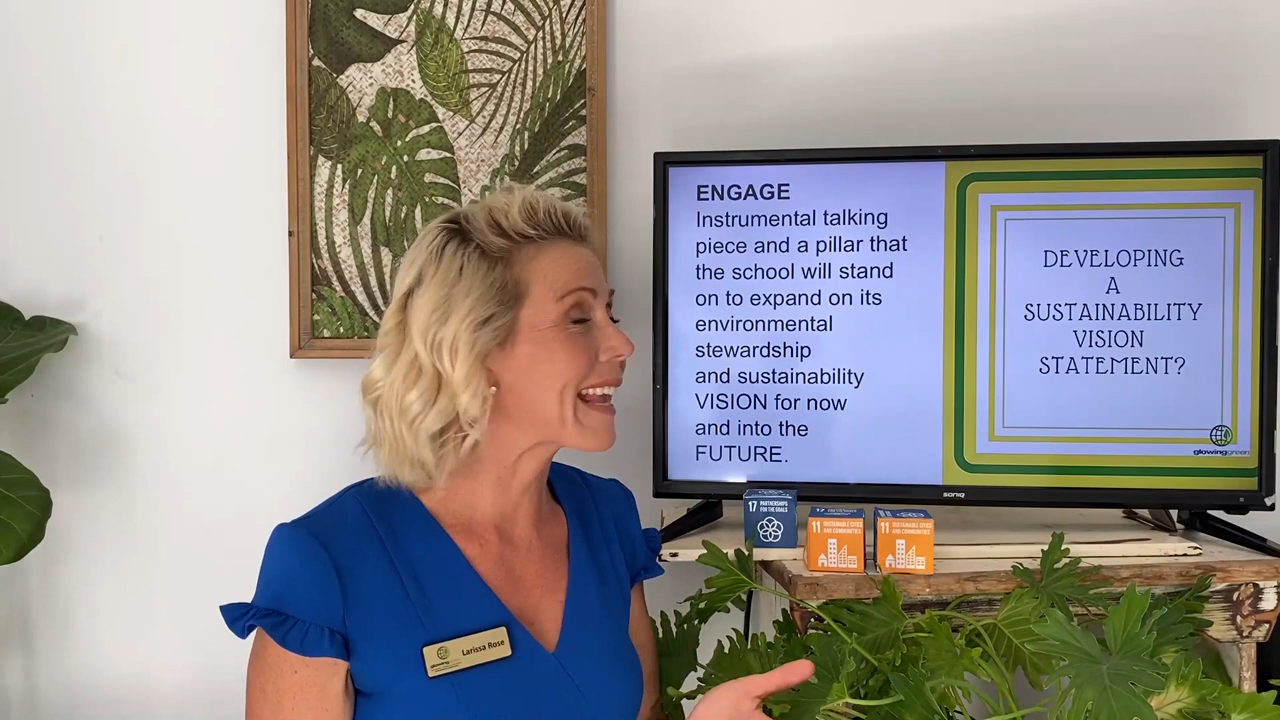 ENGAGE
Instrumental talking
piece and a pillar that
the school will stand
on to expand on its
environmental
stewardship
and sustainability
VISION for now
and into the
FUTURE.
DEVELOPING
A
SUSTAINABILITY
VISION
STATEMENT?
glowinggreen
SONIQ
17 PARTNERSHIPS
FOR THE GOALS
17
11 SUSTAINABLE CITIES
AND COMMUNITIES
11 SUSTAINABLE CITIES
AND COMMUNITIES
Larissa Rose
glowing